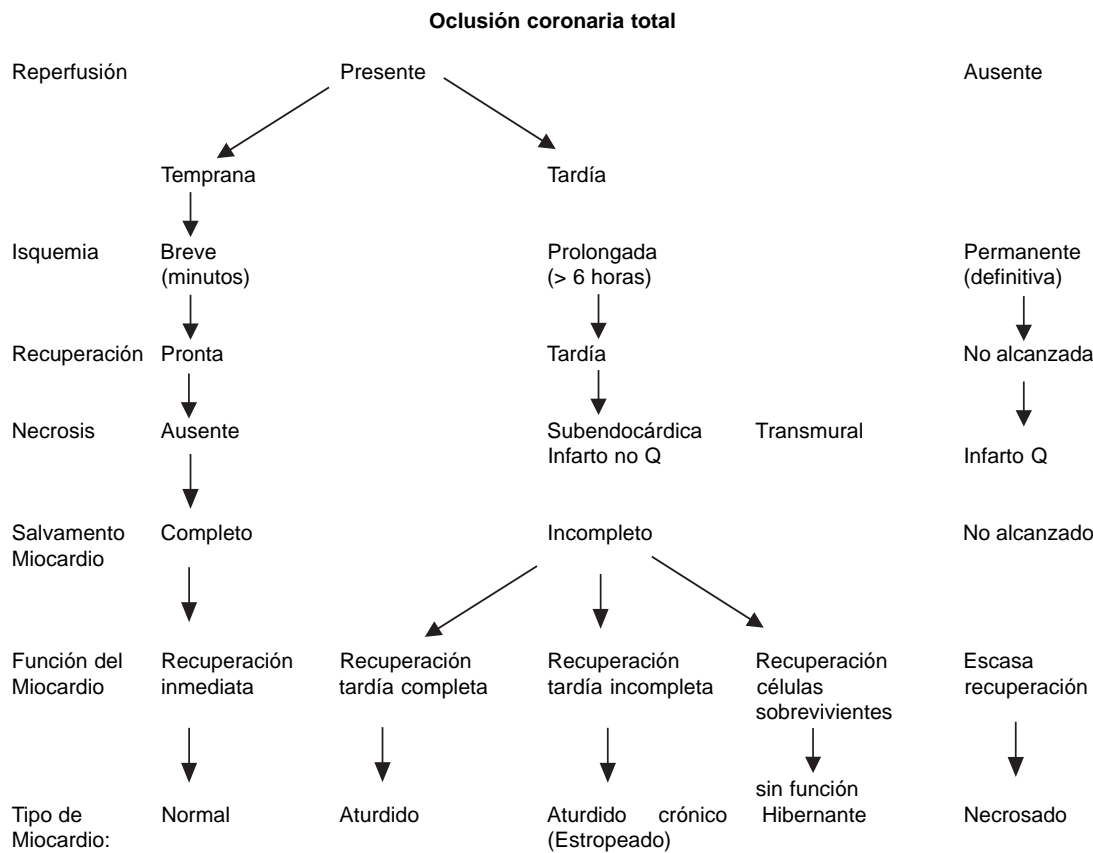 Oclusión coronaria total
Reperfusión Presente Ausente
Temprana Tardía
Isquemia Breve Prolongada Permanente
(minutos) (> 6 horas) (definitiva)
Recuperación Pronta Tardía No alcanzada
Necrosis Ausente Subendocárdica Transmural
Infarto no Q Infarto Q
Salvamento Completo Incompleto No alcanzado
Miocardio
Función del Recuperación Recuperación Recuperación Recuperación Escasa
Miocardio inmediata tardía completa tardía incompleta células recuperación
sobrevivientes
sin función
Tipo de Normal Aturdido Aturdido crónico Hibernante Necrosado
Miocardio: (Estropeado)